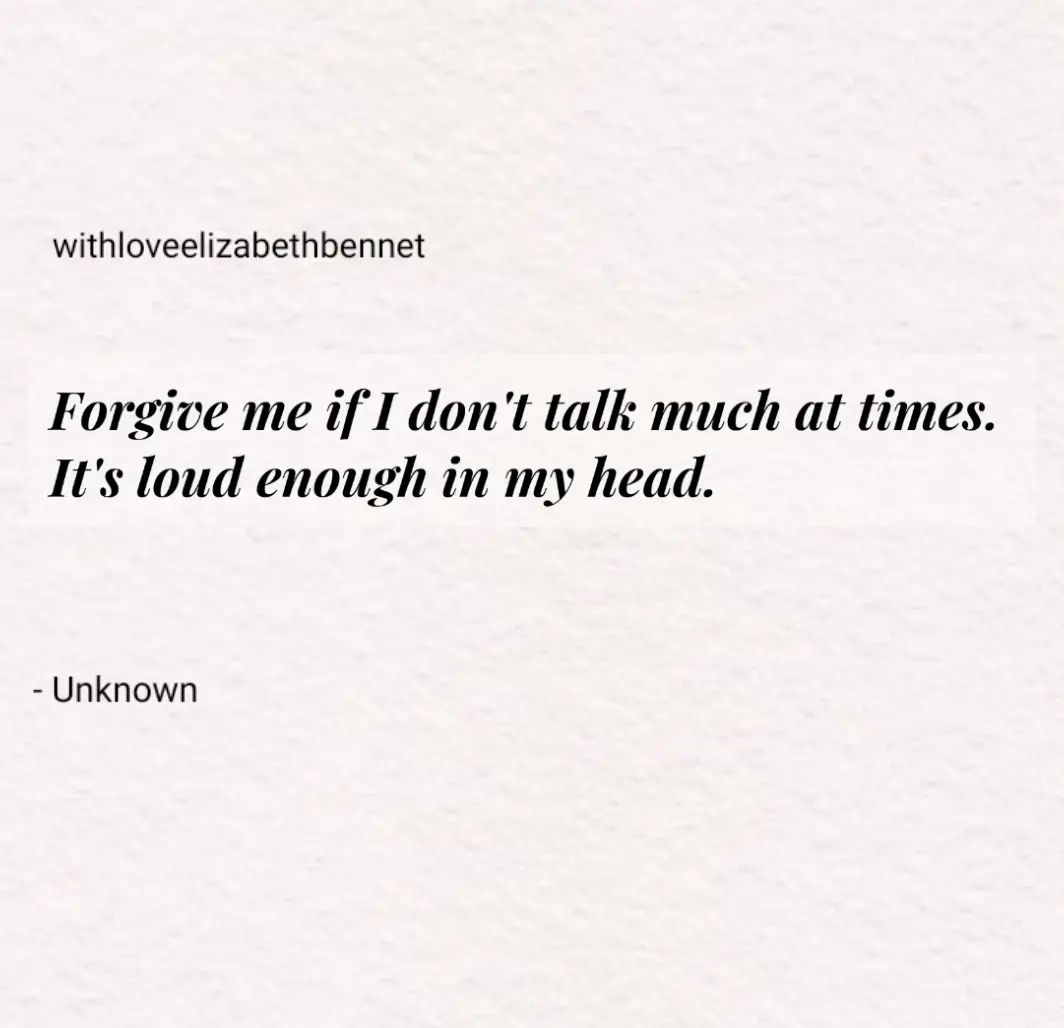 withloveelizabethbennet
Forgive me if I don't talk much at times.
It's loud enough in my head.
- Unknown